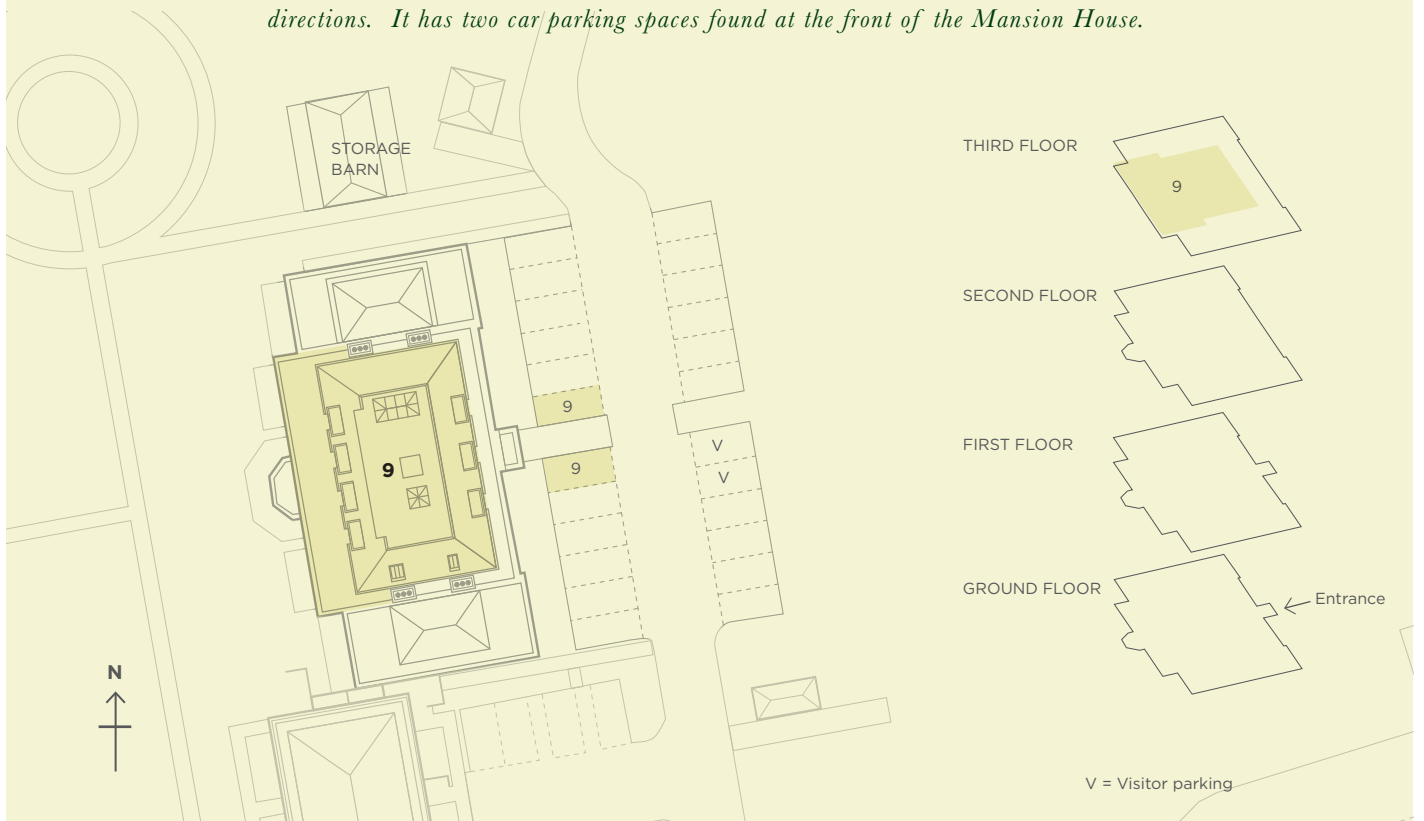 directions. It has two car parking spaces found at the front of the Mansion House.
STORAGE
BARN
THIRD FLOOR
9
SECOND FLOOR
9
V
FIRST FLOOR
9
9
V
GROUND FLOOR
Entrance
N
V = Visitor parking